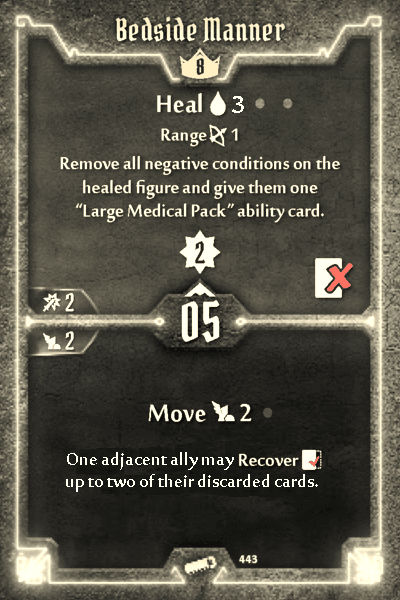 Bedside Manner
8
Heal 3
Range 1
Remove all negative conditions on the
healed figure and give them one
“Large Medical Pack” ability card.
2
2
05
2
Move 2
One adjacent ally may Recover
up to two of their discarded cards.
443